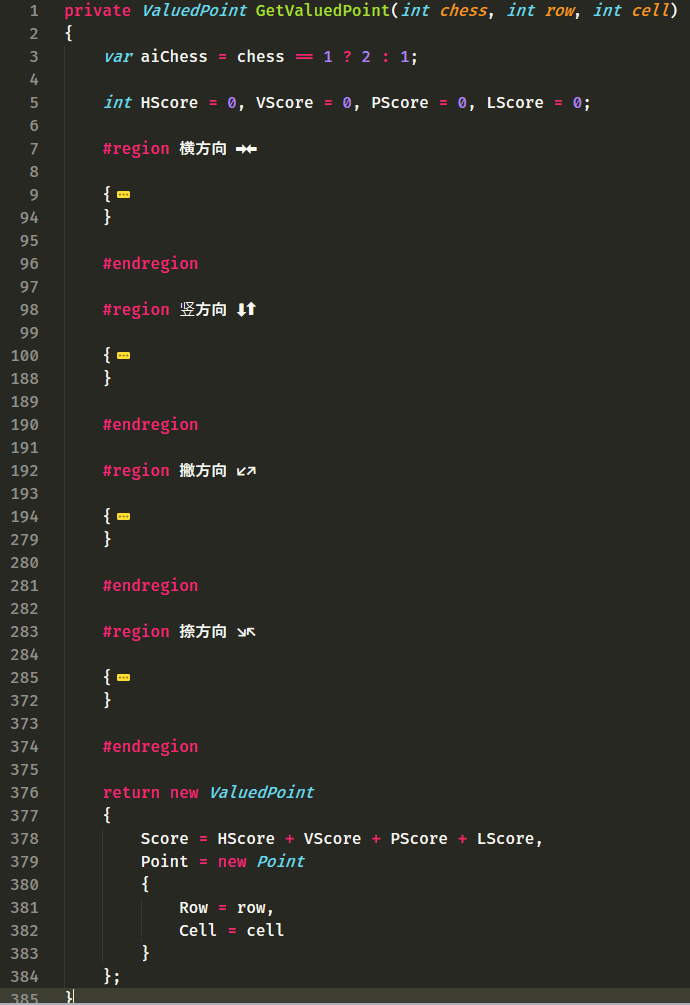 1 private ValuedPoint GetValuedPoint(int chess, int row, int cell)
2 {
3 var aiChess = chess == 1 ? 2 : 1;
4
5 int HScore = 0, VScore = 0, PScore = 0, LScore = 0;
6
7 #region 横方向 ➡⬅
8
9 {
94 }
95
96 #endregion
97
98 #region 竖方向 ⬇⬆
99
100 {
188 }
189
190 #endregion
191
192 #region 撇方向 ↙↗
193
194 {
279 }
280
281 #endregion
282
283 #region 捺方向 ↘↖
284
285 {
372 }
373
374 #endregion
375
376 return new ValuedPoint
377 {
378 Score = HScore + VScore + PScore + LScore,
379 Point = new Point
380 {
381 Row = row,
382 Cell = cell
383 }
384 };
385 }